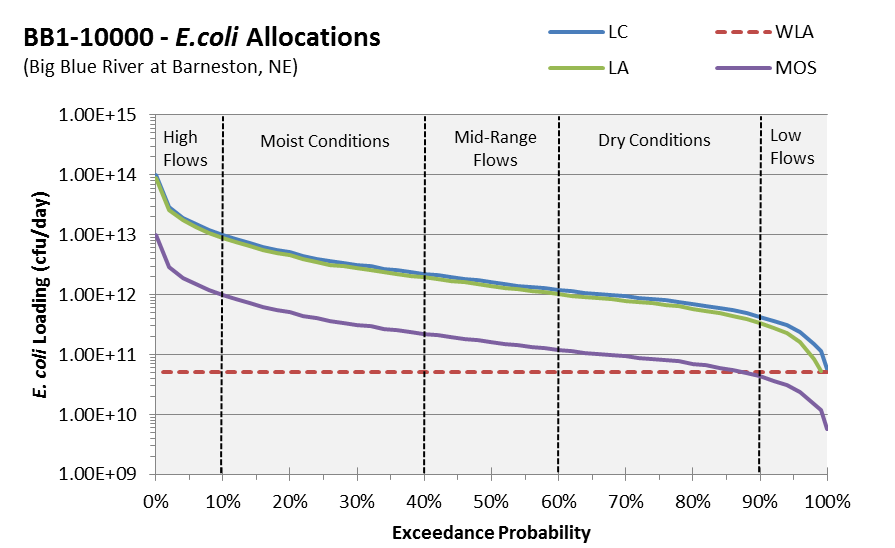 BB1-10000 - E.coli Allocations
(Big Blue River at Barneston, NE)
LC
WLA
LA
MOS
1.00E+15
1.00E+14
1.00E+13
1.00E+12
1.00E+11
1.00E+10
1.00E+09
E. coli Loading (cfu/day)
High
Flows
Moist Conditions
Mid-Range
Flows
Dry Conditions
Low
Flows
0%
10%
20%
30%
40%
50%
60%
70%
80%
90%
100%
Exceedance Probability